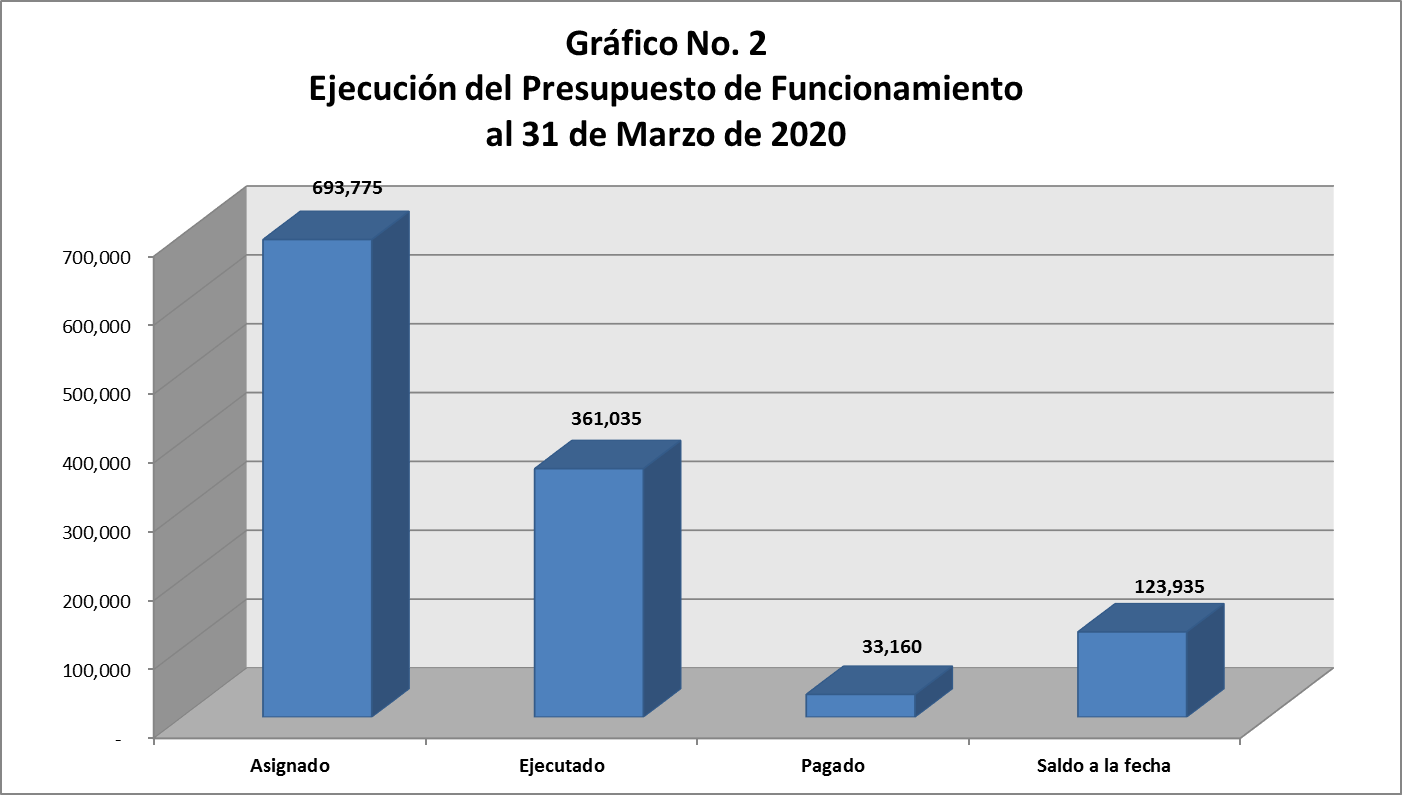 Gráfico No. 2
Ejecución del Presupuesto de Funcionamiento
al 31 de Marzo de 2020
693,775
700,000
600,000
500,000
400,000
300,000
200,000
100,000
-
361,035
33,160
123,935
Asignado
Ejecutado
Pagado
Saldo a la fecha